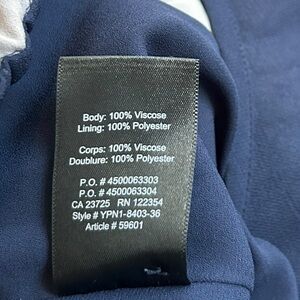 Body: 100% Viscose
Lining: 100% Polyester
Corps: 100% Viscose
Doublure: 100% Polyester
P.O. # 4500063303
P.O. # 4500063304
CA 23725 RN 122354
Style # YPN1-8403-36
Article # 59601